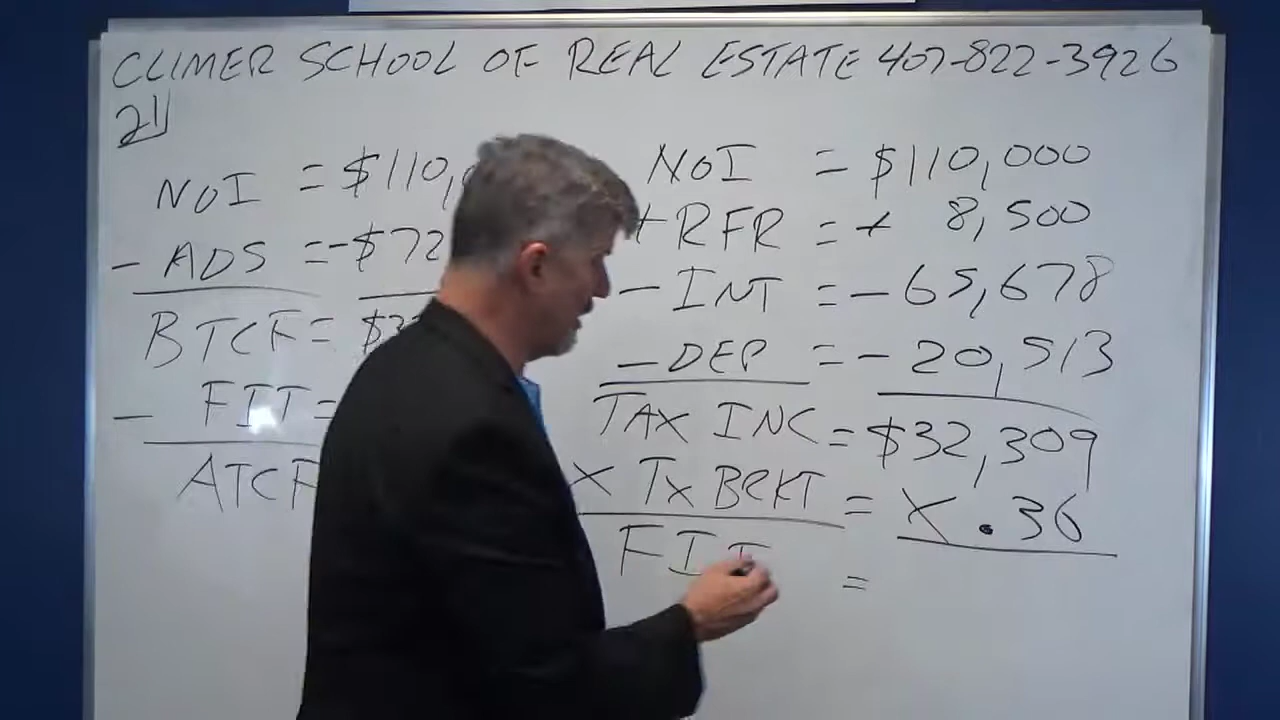 CLIMER SCHOOL OF REAL ESTATE 407-822-3926
21)
NOI = $110,
- ADS = -$72
BTCF = $3
- FIT =
ATCF
NOI = $110,000
+ RFR = + 8,500
- INT = - 65,678
- DEP = - 20,513
TAX INC = $32,309
X TX BRKT = X .36
FIT =